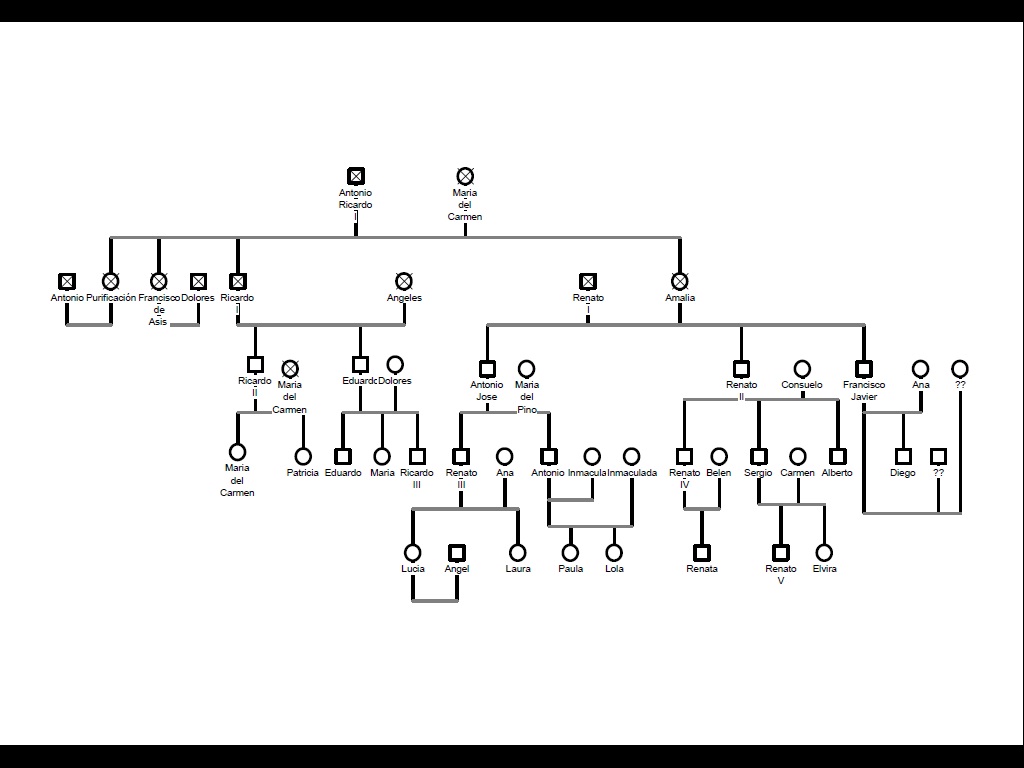 Antonio
Ricardo
I
Maria
del
Carmen
Antonio
Purificación
Francisco
de
Asis
Dolores
Ricardo
I
Angeles
Renato
I
Amalia
Ricardo
II
Maria
del
Carmen
Eduardo
Dolores
Antonio
Jose
Maria
del
Pino
Renato
II
Consuelo
Francisco
Javier
Ana
??
Maria
del
Carmen
Patricia
Eduardo
Maria
Ricardo
III
Renato
III
Ana
Antonio
Inmacula
Inmaculada
Renato
IV
Belen
Sergio
Carmen
Alberto
Diego
??
Lucia
Angel
Laura
Paula
Lola
Renata
Renato
V
Elvira